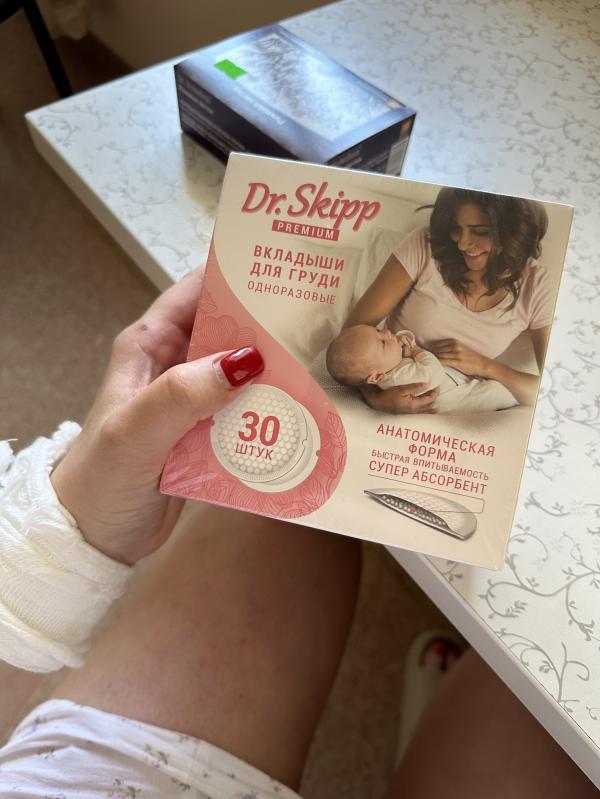 Dr. Skipp
PREMIUM
ВКЛАДЫШИ
ДЛЯ ГРУДИ
ОДНОРАЗОВЫЕ
30
ШТУК
АНАТОМИЧЕСКАЯ
ФОРМА
БЫСТРАЯ ВПИТЫВАЕМОСТЬ
СУПЕР АБСОРБЕНТ